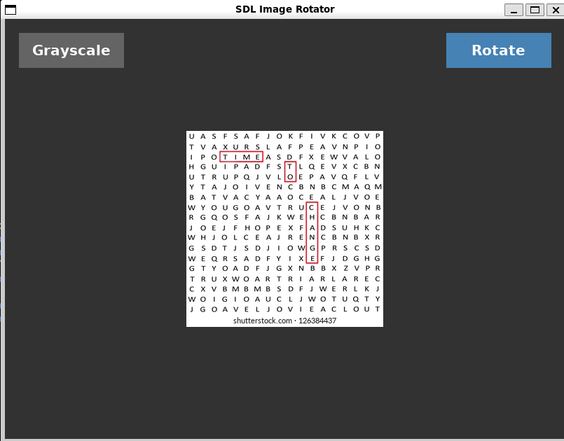 SDL Image Rotator
Grayscale
Rotate
U A S F S A F J O K F I V K C O V P
T V A X U R S L A F P E A V N P I O
I P O T I M E A S D F X E W V A L O
H G U I P A D F S T L Q E V X C B N
U T R U P Q J V L O E P A V Q F L V
Y T A J O I V E N C B N B C M A Q M
B A T V A C Y A A O C E A L J V O E
W Y O U G O A V T R U C E J V O N B
R G Q O S F A J K W E H C B N B A R
J O E J F H O P E X F A D S U H K C
W H J O L C E A J R E N C B N B X R
G S D T J S D J I O W G P R S C S D
W E Q R S A D F Y I X E F J D G H G
G T Y O A D F J G X N B B X Z V P R
T R U X W O A R T R I A R L A R E C
C X V B M B M B S D F J W E R L K J
W O I G I O A U C L J W O T U Q T Y
J G O A V E L J O V I E A C L O U T
shutterstock.com · 126384437